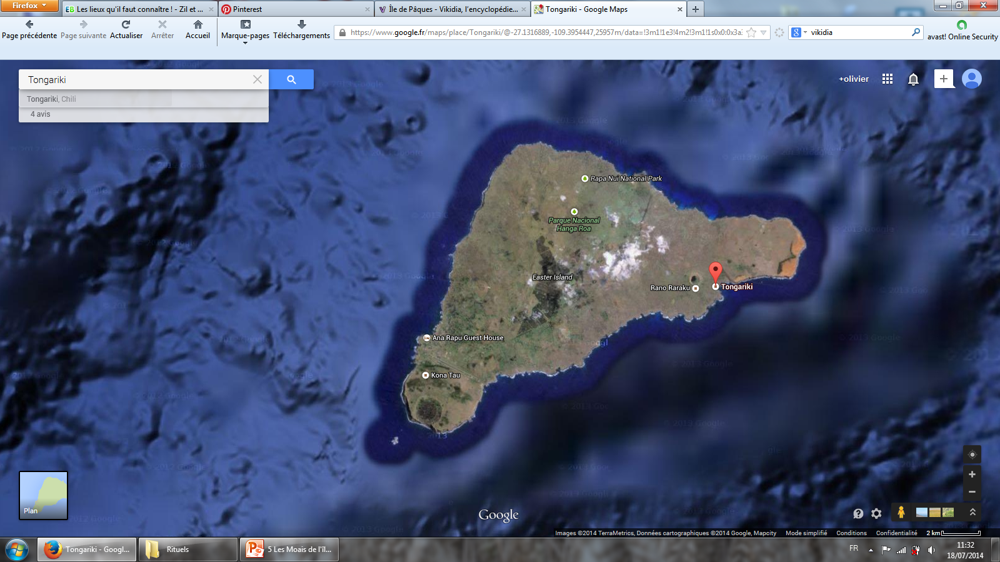 Firefox
Les lieux qu'il faut connaître ! - Zil et ...
Pinterest
Île de Pâques - Vikidia, l'encyclopédie...
Tongariki - Google Maps
Page précédente
Page suivante
Actualiser
Arrêter
Accueil
Marque-pages
Téléchargements
https://www.google.fr/maps/place/Tongariki/@-27.1316889,-109.3954447,25957m/data=!3m1!1e3!4m2!3m1!1s0x0:0x3a
vikidia
avast! Online Security
Tongariki
Tongariki, Chili
4 avis
+olivier
Rapa Nui National Park
Parque Nacional
Hanga Roa
Easter Island
Rano Raraku
Tongariki
Ana Rapu Guest House
Kona Tau
Plan
Google
Images ©2014 TerraMetrics, Données cartographiques ©2014 Google, Mapcity
Mode simplifié
Conditions
Confidentialité
2 km
Tongariki - Googl...
Rituels
5 Les Moais de l'îl...
FR
11:32
18/07/2014